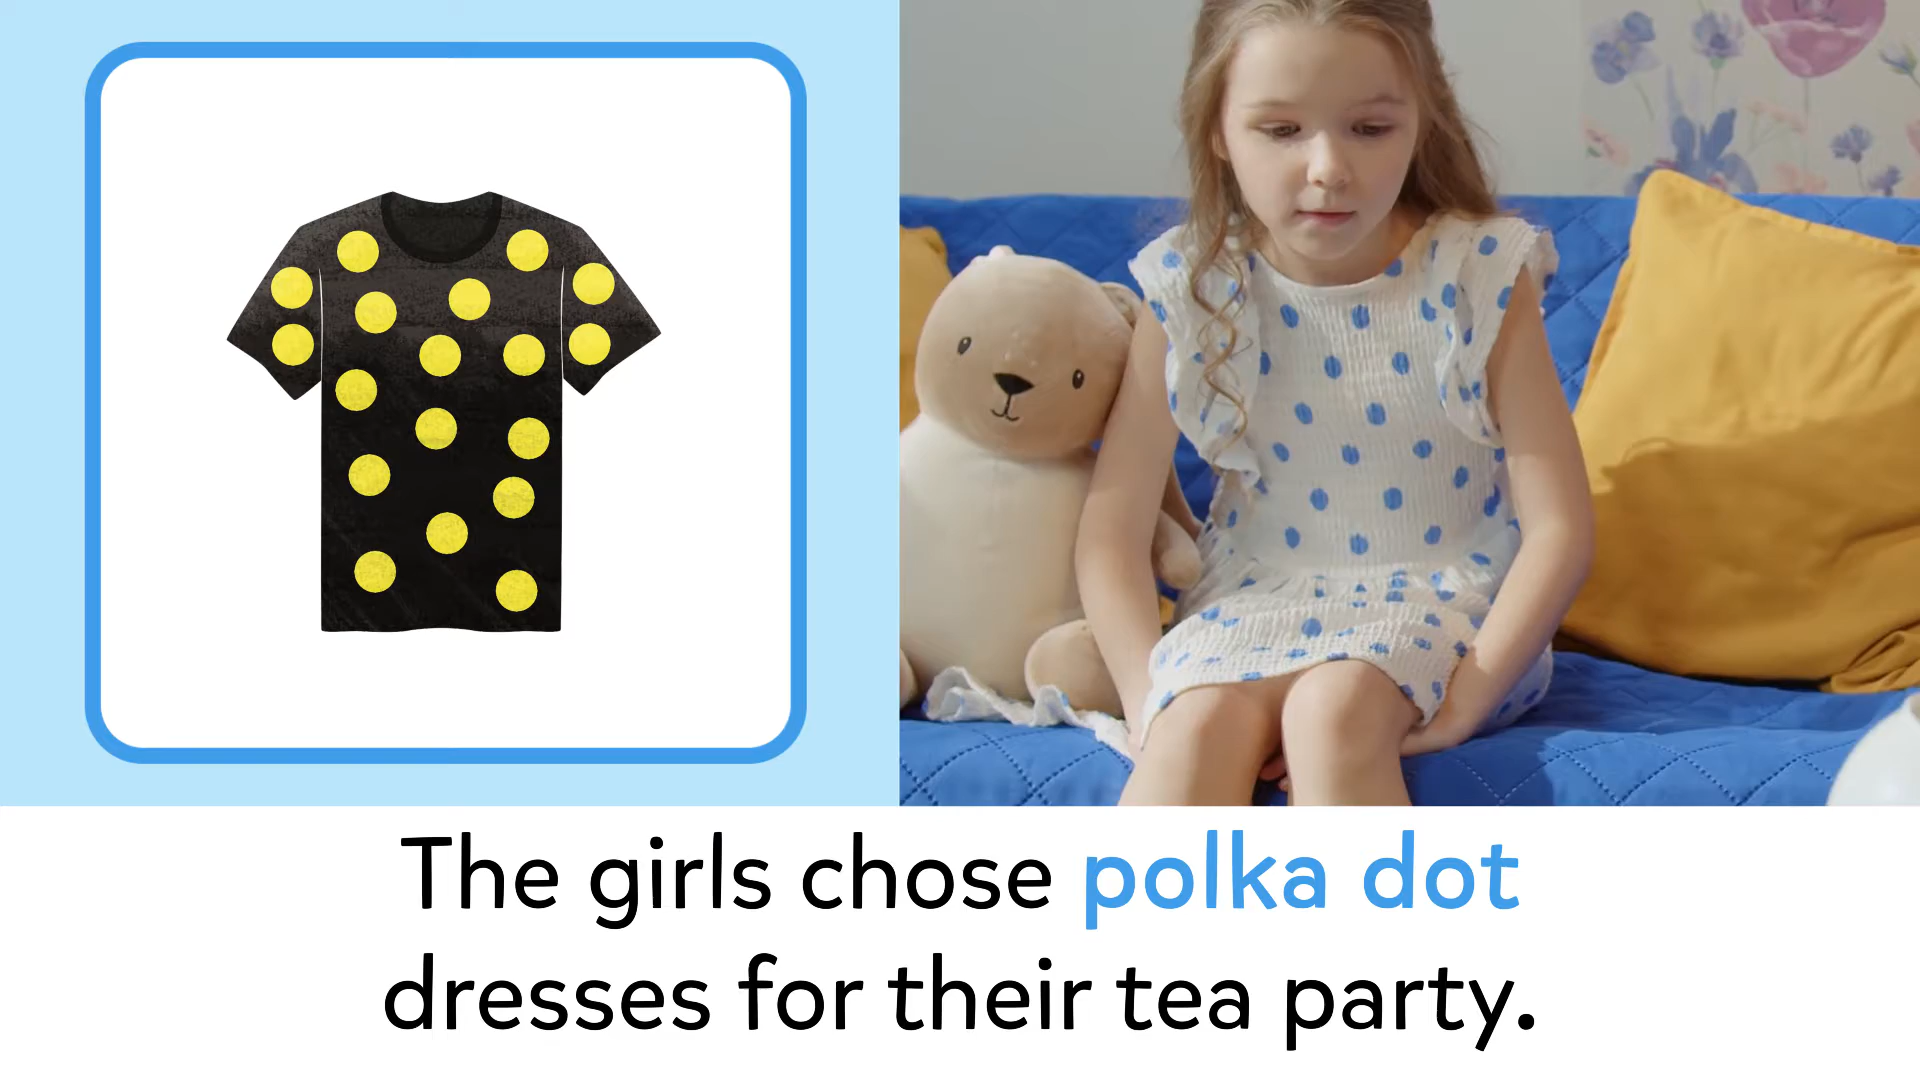 The girls chose polka dot
dresses for their tea party.